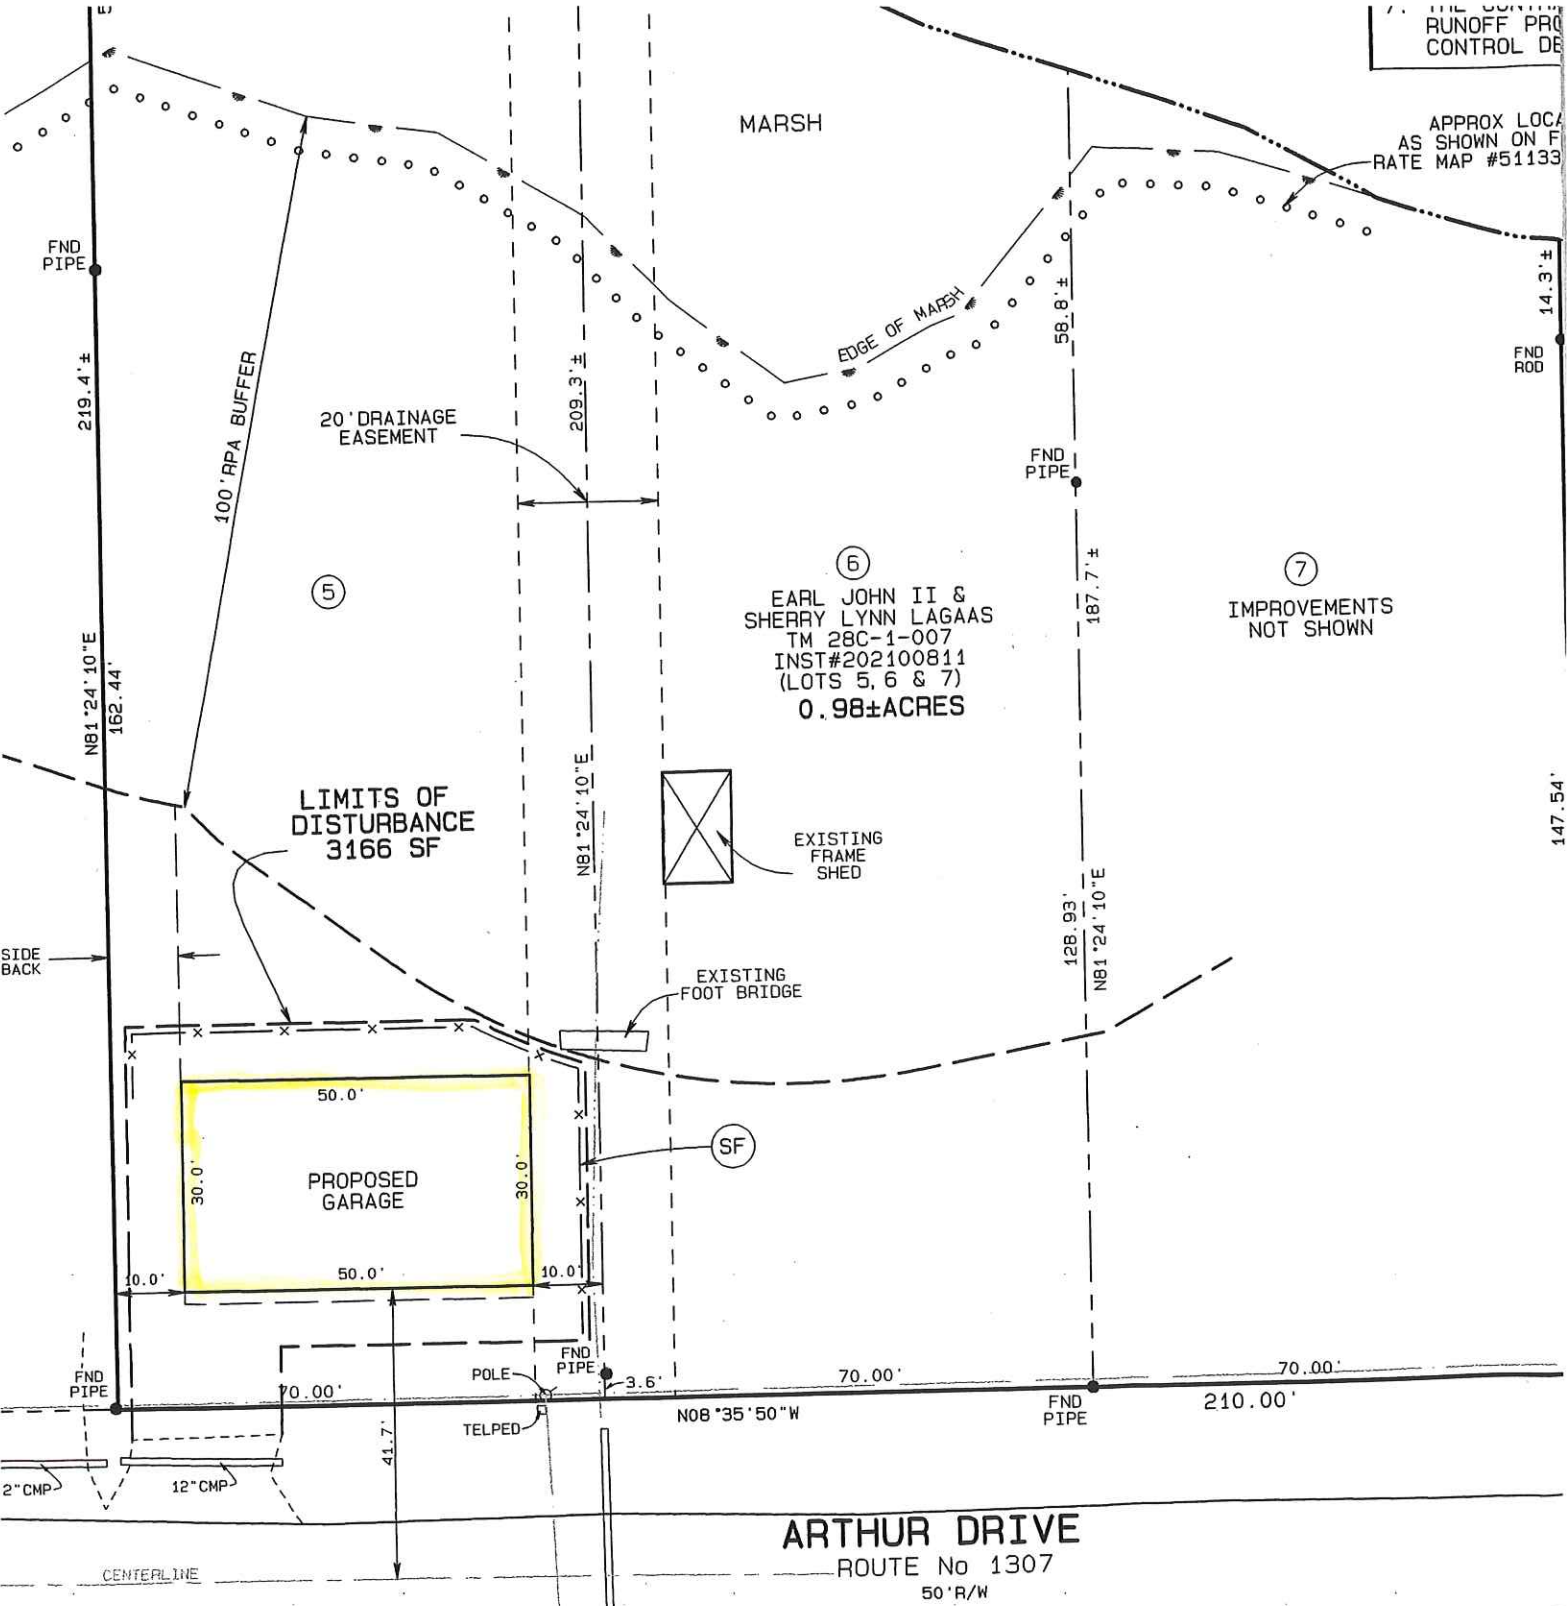 RUNOFF PRO
CONTROL DE
MARSH
APPROX LOCA
AS SHOWN ON F
RATE MAP #51133
FND
PIPE
219.4'±
100'RPA BUFFER
20'DRAINAGE
EASEMENT
209.3'±
EDGE OF MARSH
58.8'±
14.3'±
FND
ROD
FND
PIPE
5
6
EARL JOHN II &
SHERRY LYNN LAGAAS
TM 28C-1-007
INST#202100811
(LOTS 5, 6 & 7)
0.98±ACRES
187.7'±
7
IMPROVEMENTS
NOT SHOWN
N81°24'10"E
162.44'
LIMITS OF
DISTURBANCE
3166 SF
N81°24'10"E
EXISTING
FRAME
SHED
147.54'
128.93'
N81°24'10"E
SIDE
BACK
EXISTING
FOOT BRIDGE
50.0'
30.0'
PROPOSED
GARAGE
30.0'
SF
10.0'
50.0'
10.0'
FND
PIPE
70.00'
POLE
FND
PIPE
3.6'
70.00'
70.00'
TELPED
N08°35'50"W
FND
PIPE
210.00'
41.7'
2"CMP
12"CMP
ARTHUR DRIVE
CENTERLINE
ROUTE No 1307
50'R/W